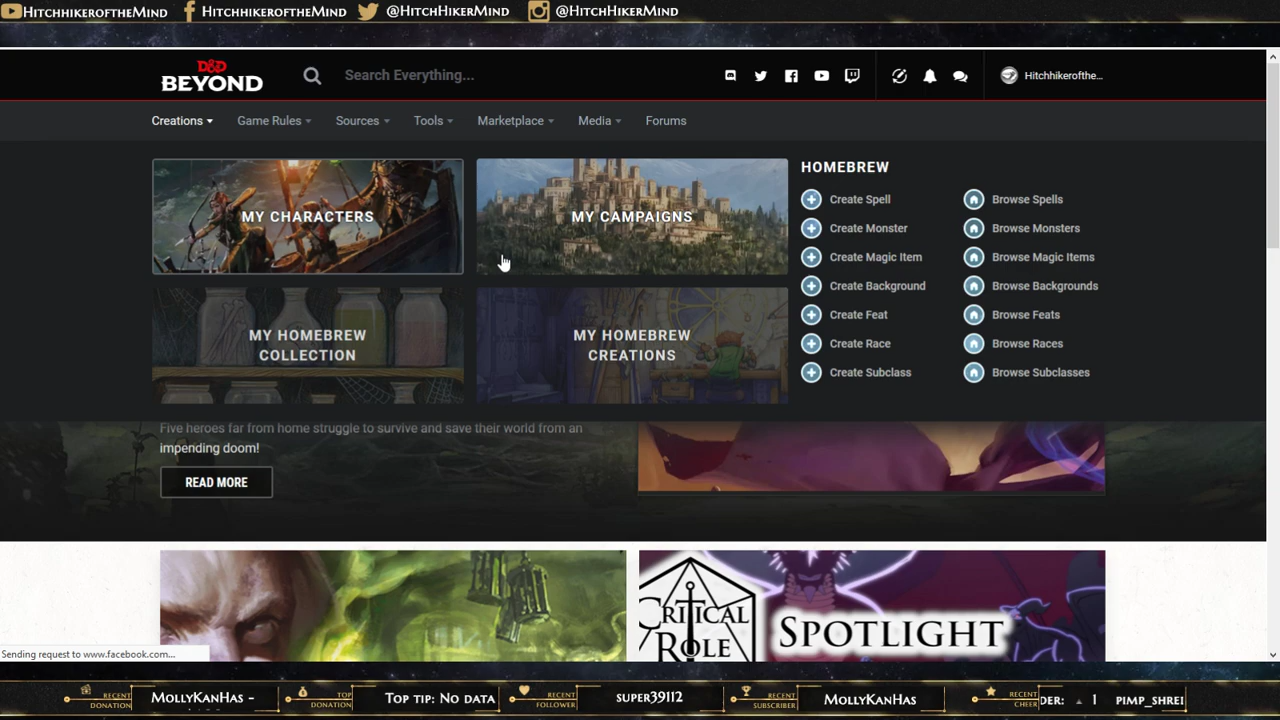 HitchhikeroftheMind HitchhikeroftheMind @HitchHikerMind @HitchHikerMind
D&D BEYOND
Search Everything...
Hitchhikerofthe...
Creations Game Rules Sources Tools Marketplace Media Forums
MY CHARACTERS
MY CAMPAIGNS
MY HOMEBREW
COLLECTION
MY HOMEBREW
CREATIONS
HOMEBREW
Create Spell Browse Spells
Create Monster Browse Monsters
Create Magic Item Browse Magic Items
Create Background Browse Backgrounds
Create Feat Browse Feats
Create Race Browse Races
Create Subclass Browse Subclasses
Five heroes far from home struggle to survive and save their world from an
impending doom!
READ MORE
CRITICAL
ROLE
SPOTLIGHT
Sending request to www.facebook.com...
RECENT
DONATION
MollyKanHas -
TOP
DONATION
Top tip: No data
RECENT
FOLLOWER
super39112
RECENT
SUBSCRIBER
MollyKanHas
RECENT
CHEER
DER: 1 pimp_shrei